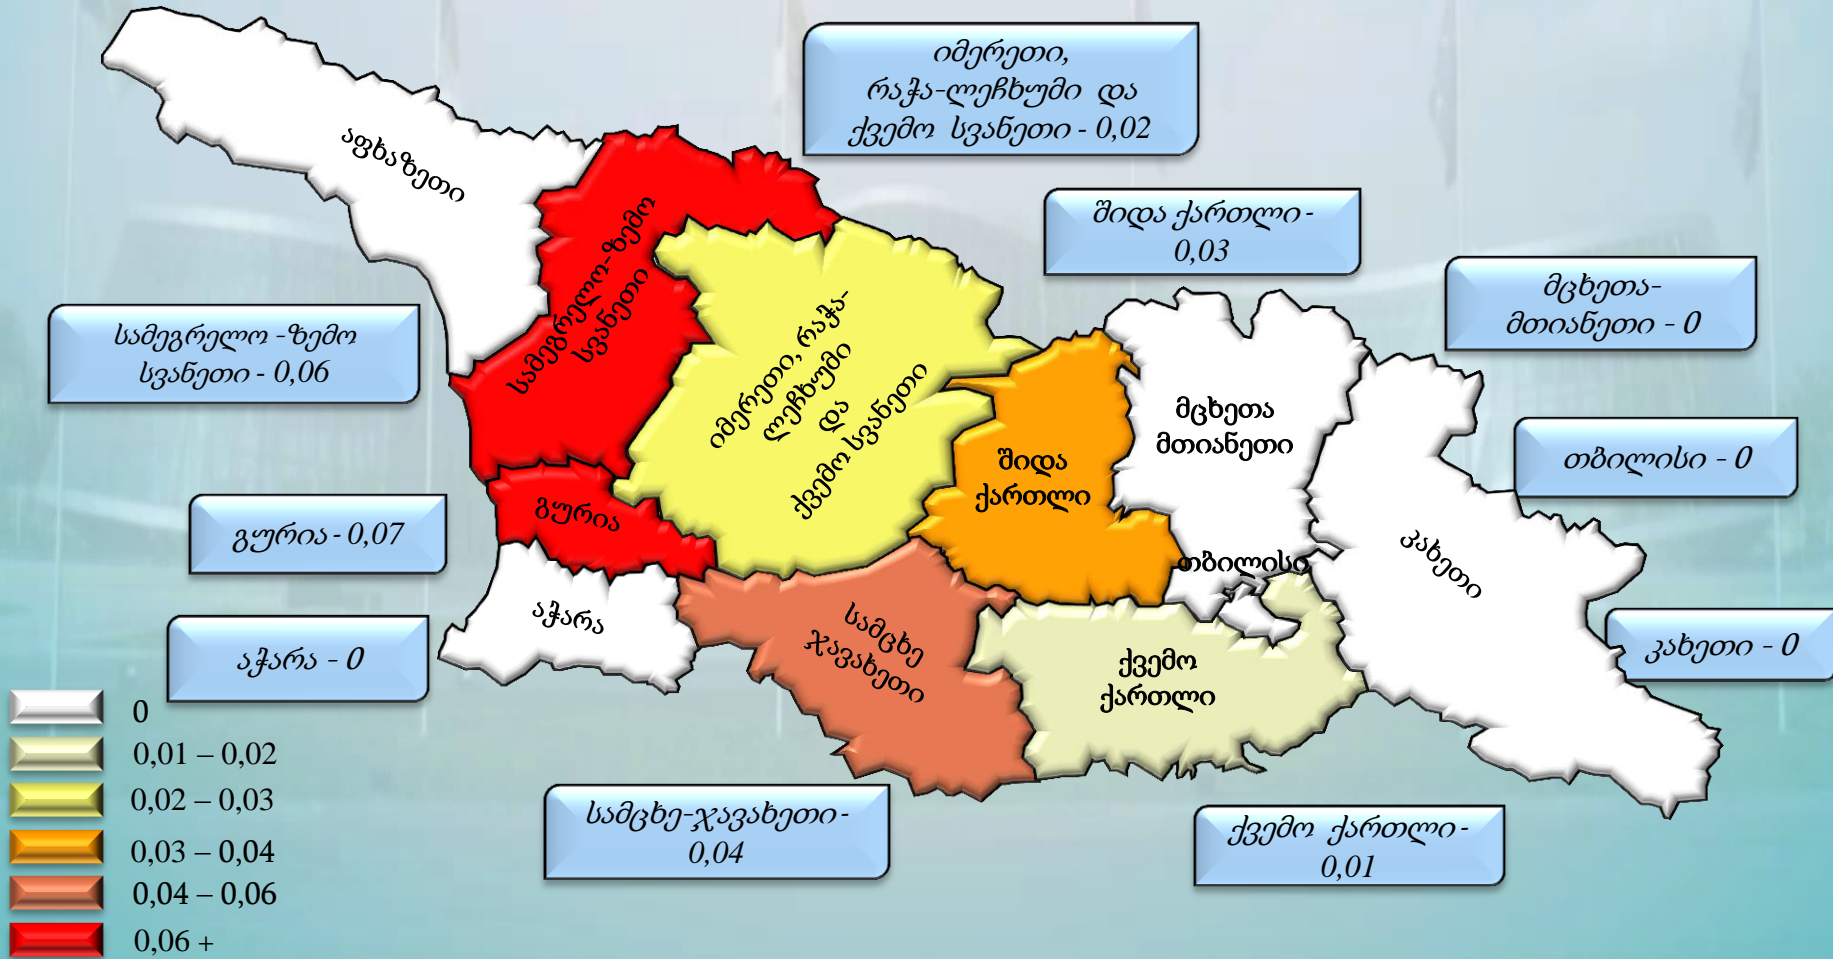 იმერეთი,
რაჭა-ლეჩხუმი და
ქვემო სვანეთი - 0,02
შიდა ქართლი -
0,03
მცხეთა-
მთიანეთი - 0
სამეგრელო -ზემო
სვანეთი - 0,06
თბილისი - 0
გურია - 0,07
აჭარა - 0
კახეთი - 0
სამცხე-ჯავახეთი-
0,04
ქვემო ქართლი -
0,01
აფხაზეთი
სამეგრელო-ზემო
სვანეთი
იმერეთი, რაჭა-
ლეჩხუმი
და
ქვემო სვანეთი
შიდა
ქართლი
მცხეთა
მთიანეთი
თბილისი
კახეთი
გურია
აჭარა
სამცხე
ჯავახეთი
ქვემო
ქართლი
0
0,01 – 0,02
0,02 – 0,03
0,03 – 0,04
0,04 – 0,06
0,06 +